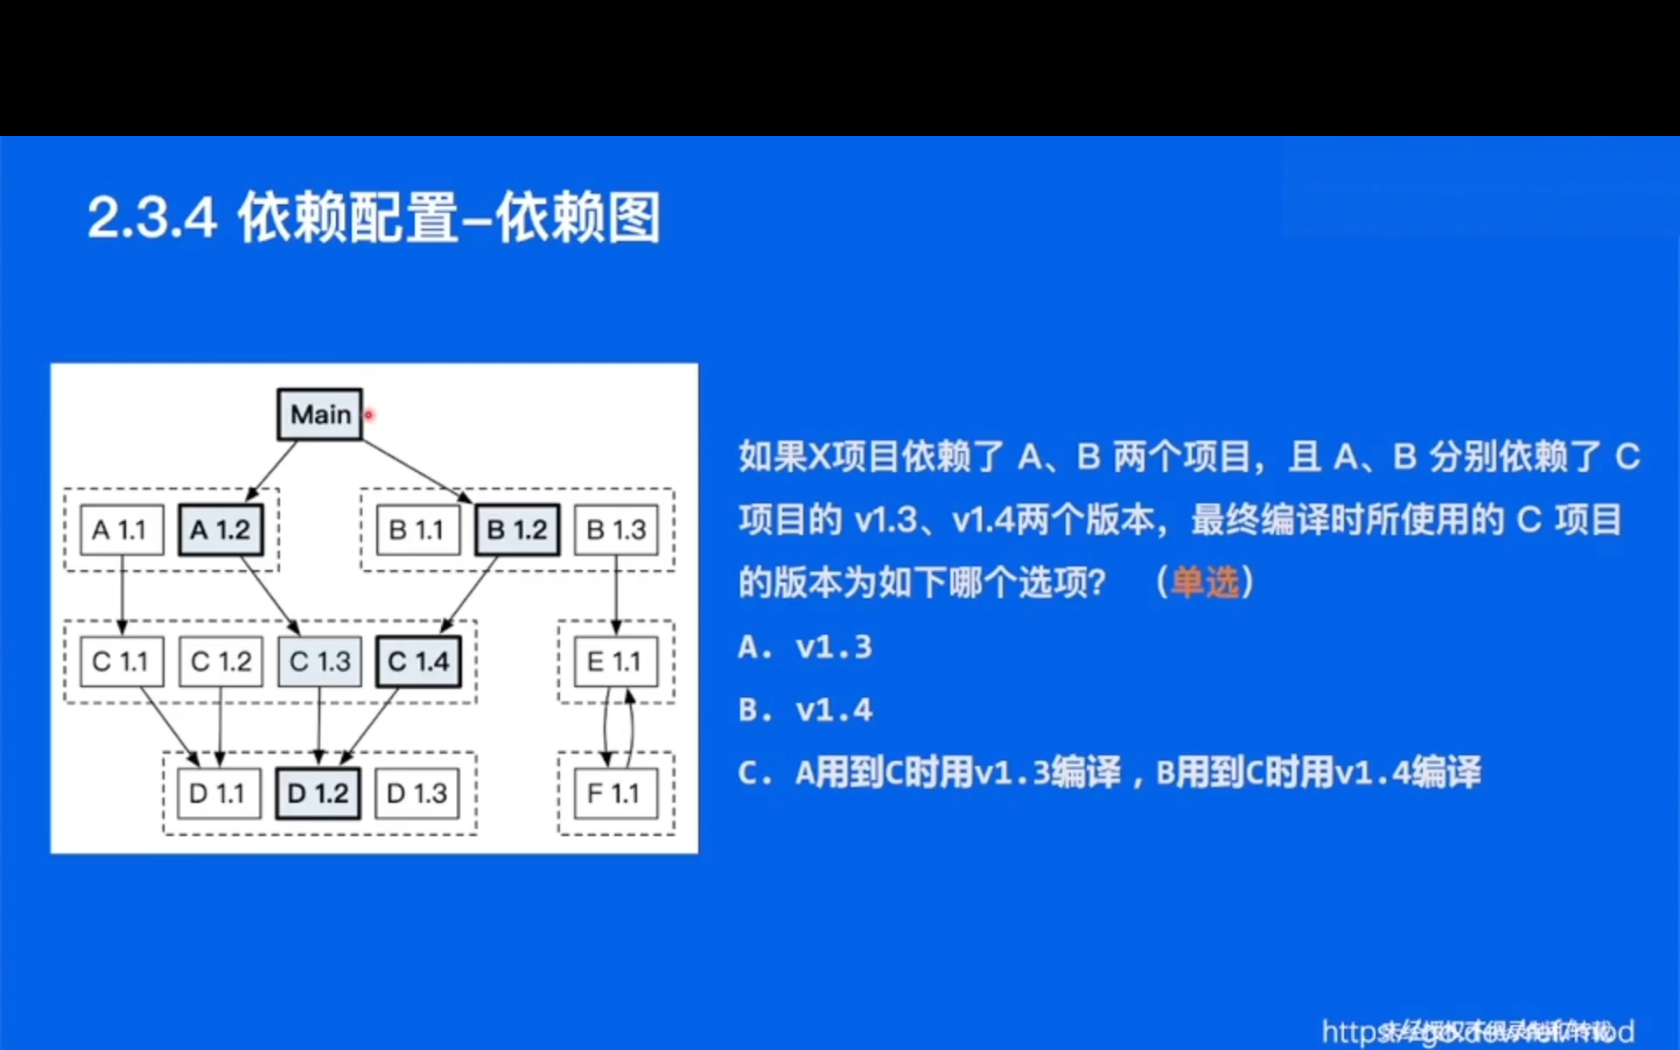 2.3.4 依赖配置-依赖图
Main
A 1.1 A 1.2 B 1.1 B 1.2 B 1.3
C 1.1 C 1.2 C 1.3 C 1.4 E 1.1
D 1.1 D 1.2 D 1.3 F 1.1
如果X项目依赖了 A、B 两个项目，且 A、B 分别依赖了 C
项目的 v1.3、v1.4两个版本，最终编译时所使用的 C 项目
的版本为如下哪个选项？ （单选）
A. v1.3
B. v1.4
C. A用到C时用v1.3编译，B用到C时用v1.4编译